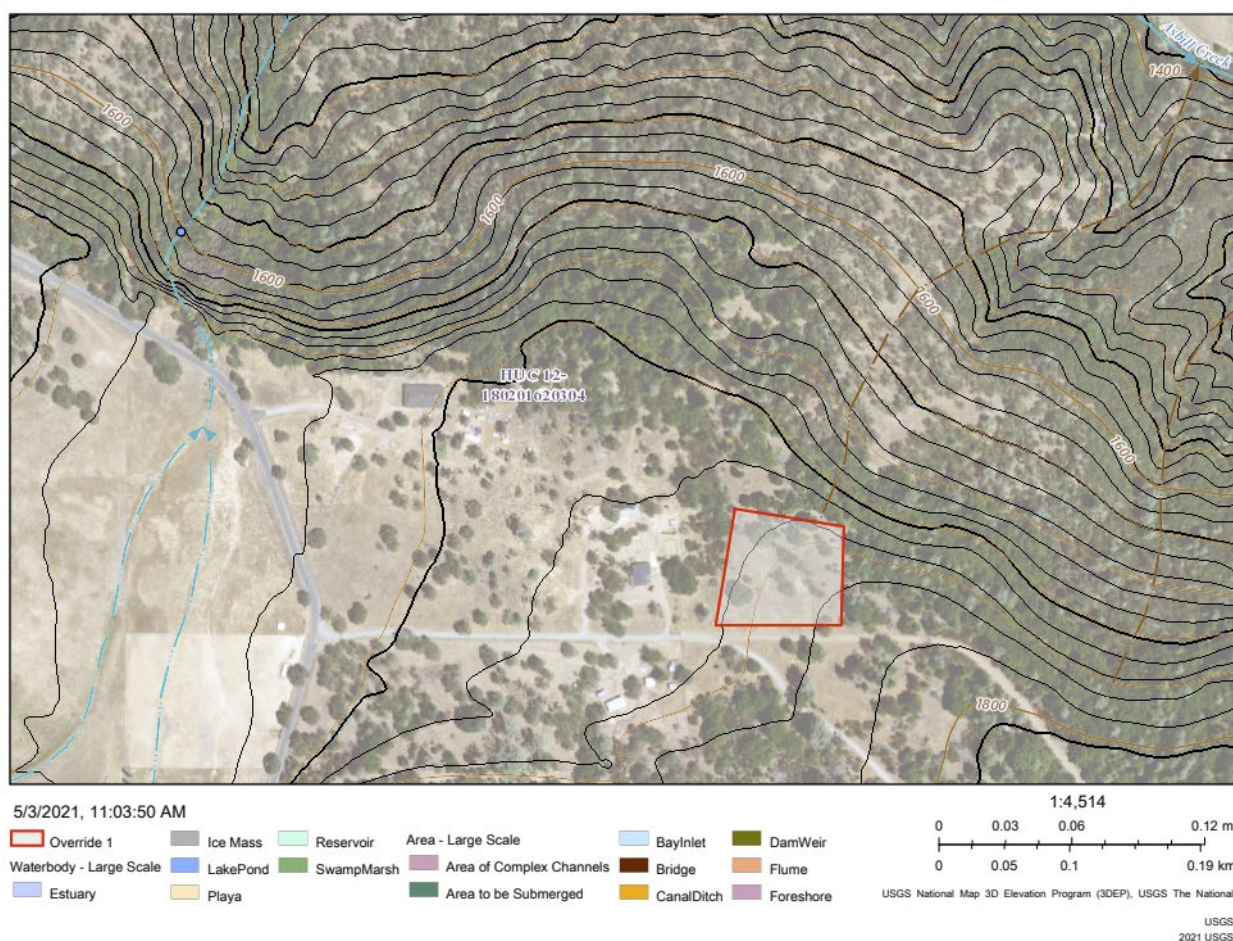 Asbill Creek
1400
1600
1600
1600
1600
1600
HUC 12-
180201020304
1600
1800
5/3/2021, 11:03:50 AM
1:4,514
0 0.03 0.06 0.12 m
0 0.05 0.1 0.19 km
Override 1
Waterbody - Large Scale
Estuary
Ice Mass
LakePond
Playa
Reservoir
SwampMarsh
Area - Large Scale
Area of Complex Channels
Area to be Submerged
BayInlet
Bridge
CanalDitch
DamWeir
Flume
Foreshore
USGS National Map 3D Elevation Program (3DEP), USGS The National
USGS
2021 USGS